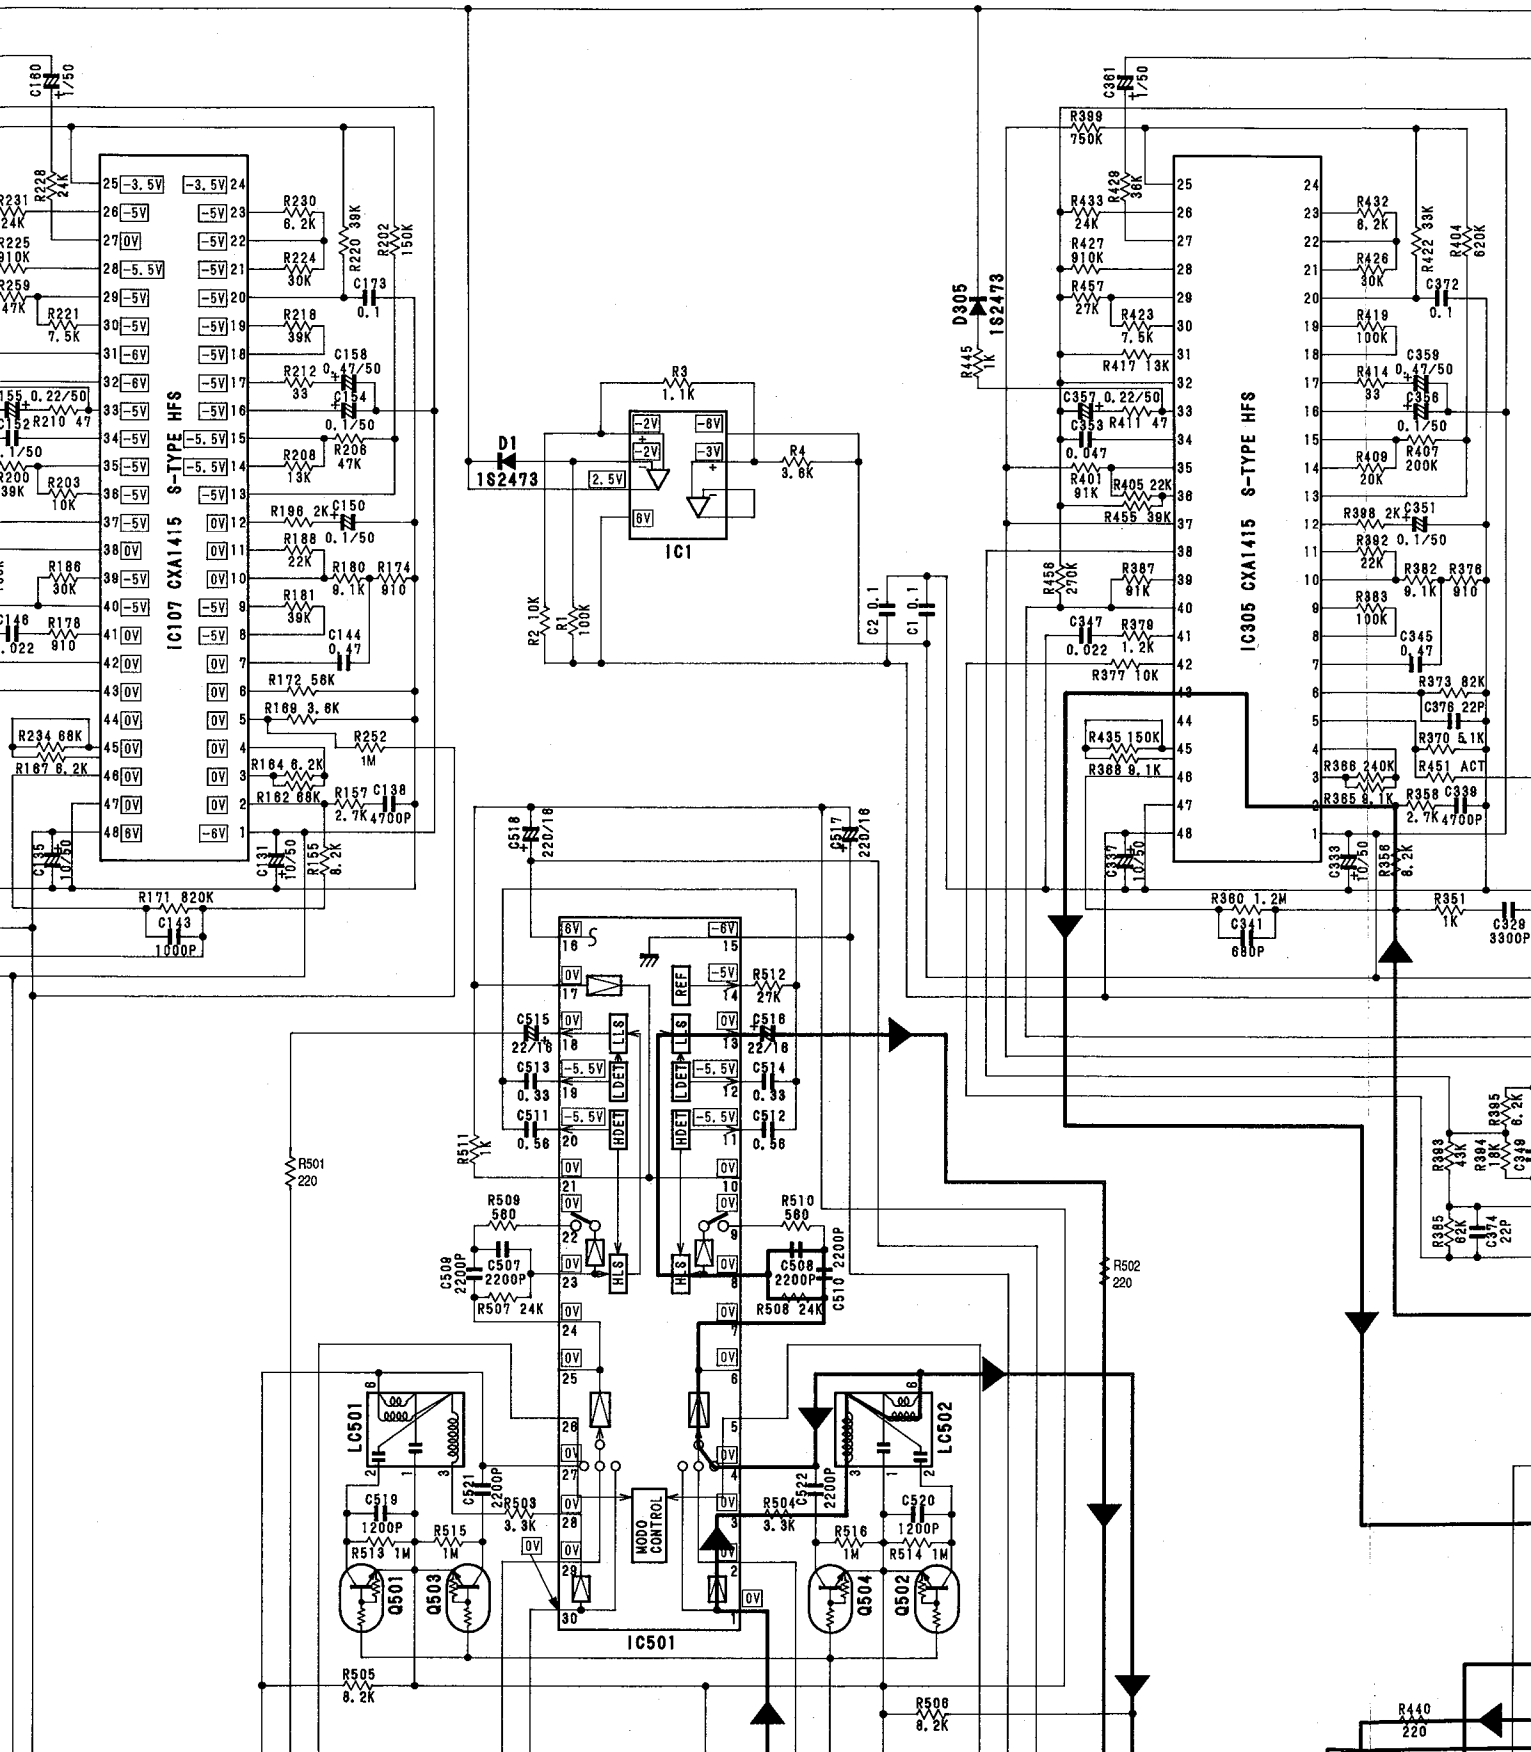 C160
1/50
R228
24K
R231
24K
R225
910K
R259
47K
R221
7.5K
155 0.22/50
R210 47
C152
.1/50
R200
39K
R203
10K
R186
30K
C146
.022
R178
910
R234 68K
R167 6.2K
C135
10/50
R171 820K
C143
1000P
25 -3.5V -3.5V 24
26 -5V -5V 23
27 0V -5V 22
28 -5.5V -5V 21
29 -5V -5V 20
30 -5V -5V 19
31 -6V -5V 18
32 -6V -5V 17
33 -5V -5V 16
34 -5V -5.5V 15
35 -5V -5.5V 14
36 -5V -5V 13
37 -5V 0V 12
38 0V 0V 11
39 -5V 0V 10
40 -5V -5V 9
41 0V -5V 8
42 0V 0V 7
43 0V 0V 6
44 0V 0V 5
45 0V 0V 4
46 0V 0V 3
47 0V 0V 2
48 6V -6V 1
IC107 CXA1415 S-TYPE HFS
R230
6.2K
R224
30K
R220 39K
R202
150K
C173
0.1
R218
39K
R212
33
C158
0.47/50
C154
0.1/50
R206
47K
R208
13K
R196 2K
C150
0.1/50
R188
22K
R180
9.1K
R174
910
R181
39K
C144
0.47
R172 56K
R169 3.6K
R252
1M
R164 6.2K
R162 68K
R157
2.7K
C138
4700P
C131
10/50
R155
8.2K
D1
1S2473
R3
1.1K
-2V
-2V
2.5V
6V
-6V
-3V
IC1
R4
3.6K
R2 10K
R1
100K
C2 0.1
C1 0.1
D305
1S2473
R445
1K
C361
1/50
R399
750K
R429
36K
R433
24K
R427
910K
R457
27K
R423
7.5K
R417 13K
C357 0.22/50
R411 47
C353
0.047
R401
91K
R405 22K
R455 39K
R456
270K
R387
91K
C347
0.022
R379
1.2K
R377 10K
R435 150K
R368 9.1K
C337
10/50
25 24
26 23
27 22
28 21
29 20
30 19
31 18
32 17
33 16
34 15
35 14
36 13
37 12
38 11
39 10
40 9
41 8
42 7
43 6
44 5
45 4
46 3
47 2
48 1
IC305 CXA1415 S-TYPE HFS
R432
8.2K
R426
30K
R422 33K
R404
620K
C372
0.1
R419
100K
R414
33
C359
0.47/50
C356
0.1/50
R407
200K
R409
20K
R398 2K
C351
0.1/50
R392
22K
R382
9.1K
R376
910
R383
100K
C345
0.47
R373 82K
C376 22P
R370 5.1K
R366 240K
R451 ACT
R365 9.1K
R358
2.7K
C339
4700P
C333
10/50
R356
8.2K
R360 1.2M
C341
680P
R351
1K
C329
3300P
C518
220/16
C517
220/16
6V
16
-6V
15
0V
17
REF
-5V
14
R512
27K
C515
22/16
0V
18
LLS
LLS
0V
13
C516
22/16
C513
0.33
-5.5V
19
LDET
LDET
-5.5V
12
C514
0.33
C511
0.56
-5.5V
20
HDET
HDET
-5.5V
11
C512
0.56
R511
1K
0V
21
0V
10
R501
220
R509
560
0V
22
0V
9
R510
560
C509
2200P
C507
2200P
0V
23
HLS
HLS
0V
8
C508
2200P
C510 2200P
R507 24K
R508 24K
0V
24
0V
7
0V
25
0V
6
26
5
0V
27
0V
4
0V
28
0V
3
0V
29
0V
2
0V
30
0V
1
MODO
CONTROL
IC501
R502
220
LC501
6
2 1 3
C521
2200P
R503
3.3K
C519
1200P
R515
1M
R513 1M
Q501
Q503
R505
8.2K
LC502
6
3 1 2
C522
2200P
R504
3.3K
C520
1200P
R516
1M
R514 1M
Q504
Q502
R506
8.2K
R395
6.2K
R393
43K
R394
18K
C349
R385
62K
C374
22P
R440
220